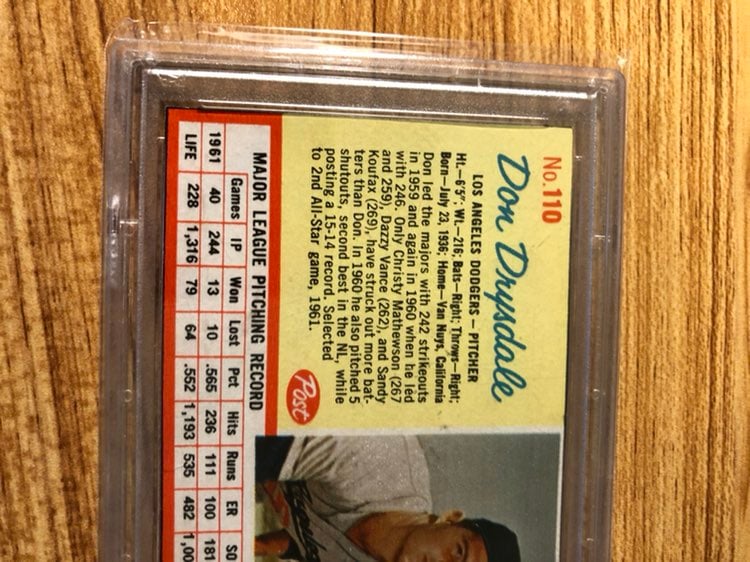 No.110
Don Drysdale
LOS ANGELES DODGERS — PITCHER
Ht.—6'5"; Wt.—216; Bats—Right; Throws—Right;
Born—July 23, 1936; Home—Van Nuys, California
Don led the majors with 242 strikeouts
in 1959 and again in 1960 when he led
with 246. Only Christy Mathewson (267
and 259), Dazzy Vance (262), and Sandy
Koufax (269), have struck out more bat-
ters than Don. In 1960 he also pitched 5
shutouts, second best in the NL, while
posting a 15-14 record. Selected
to 2nd All-Star game, 1961.
Post
MAJOR LEAGUE PITCHING RECORD
Games IP Won Lost Pct Hits Runs ER SO
1961 40 244 13 10 .565 236 111 100 181
LIFE 228 1,316 79 64 .552 1,193 535 482 1,00